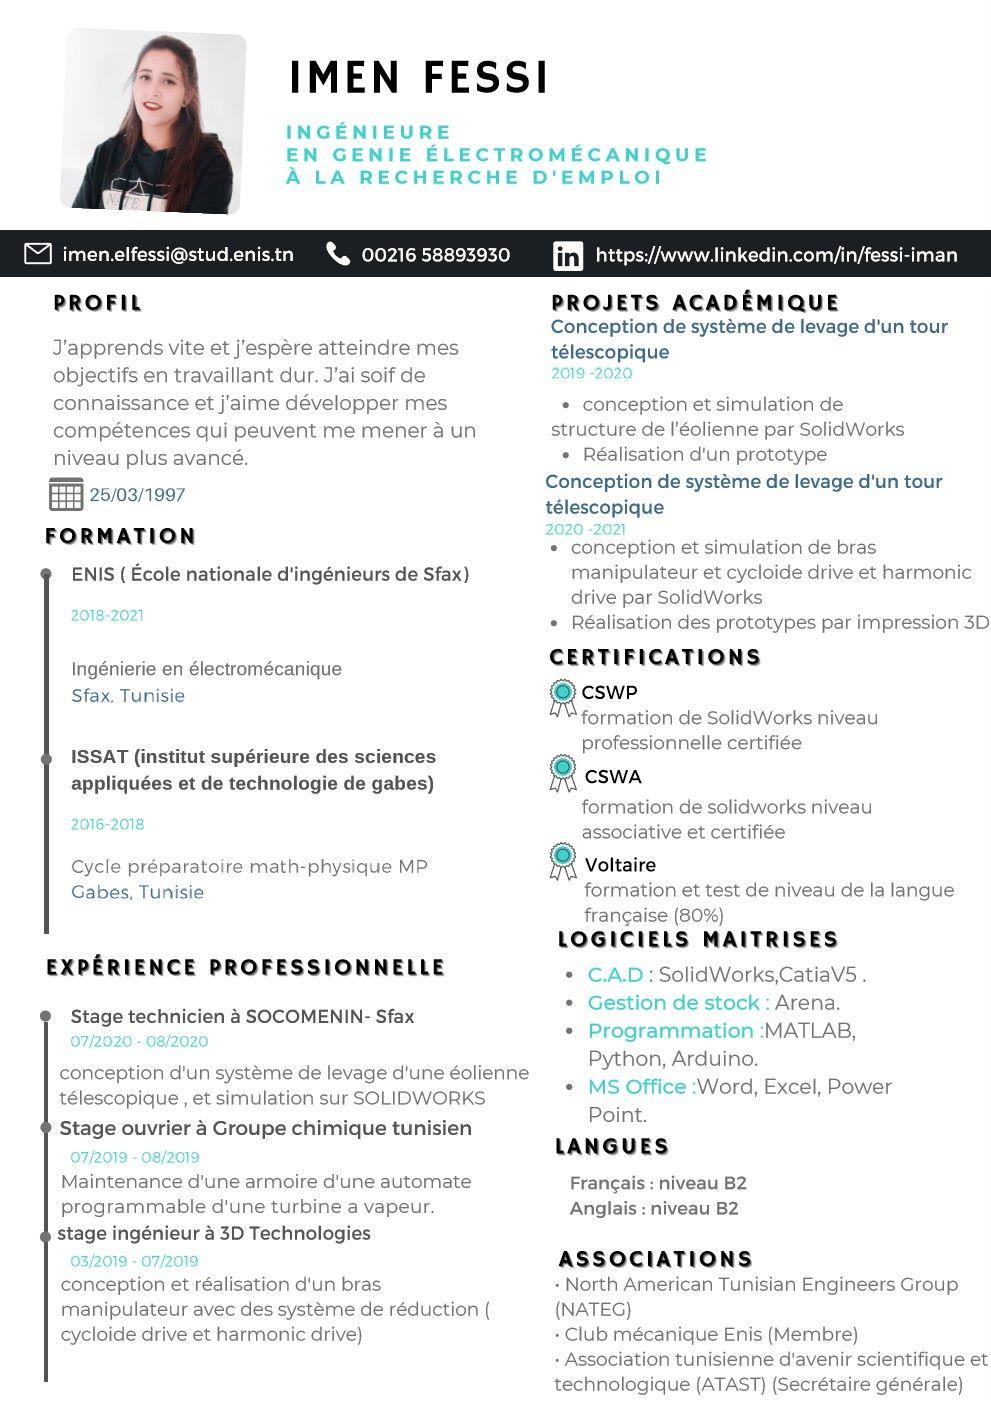 IMEN FESSI
INGÉNIEURE
EN GENIE ÉLECTROMÉCANIQUE
À LA RECHERCHE D'EMPLOI
imen.elfessi@stud.enis.tn
00216 58893930
https://www.linkedin.com/in/fessi-iman
PROFIL
J'apprends vite et j'espère atteindre mes
objectifs en travaillant dur. J'ai soif de
connaissance et j'aime développer mes
compétences qui peuvent me mener à un
niveau plus avancé.
25/03/1997
FORMATION
ENIS ( École nationale d'ingénieurs de Sfax)
2018-2021
Ingénierie en électromécanique
Sfax, Tunisie
ISSAT (institut supérieure des sciences
appliquées et de technologie de gabes)
2016-2018
Cycle préparatoire math-physique MP
Gabes, Tunisie
EXPÉRIENCE PROFESSIONNELLE
Stage technicien à SOCOMENIN- Sfax
07/2020 - 08/2020
conception d'un système de levage d'une éolienne
télescopique , et simulation sur SOLIDWORKS
Stage ouvrier à Groupe chimique tunisien
07/2019 - 08/2019
Maintenance d'une armoire d'une automate
programmable d'une turbine a vapeur.
stage ingénieur à 3D Technologies
03/2019 - 07/2019
conception et réalisation d'un bras
manipulateur avec des système de réduction (
cycloide drive et harmonic drive)
PROJETS ACADÉMIQUE
Conception de système de levage d'un tour
télescopique
2019 -2020
• conception et simulation de
structure de l'éolienne par SolidWorks
• Réalisation d'un prototype
Conception de système de levage d'un tour
télescopique
2020 -2021
• conception et simulation de bras
manipulateur et cycloide drive et harmonic
drive par SolidWorks
• Réalisation des prototypes par impression 3D
CERTIFICATIONS
CSWP
formation de SolidWorks niveau
professionnelle certifiée
CSWA
formation de solidworks niveau
associative et certifiée
Voltaire
formation et test de niveau de la langue
française (80%)
LOGICIELS MAITRISES
• C.A.D : SolidWorks,CatiaV5 .
• Gestion de stock : Arena.
• Programmation :MATLAB,
Python, Arduino.
• MS Office :Word, Excel, Power
Point.
LANGUES
Français : niveau B2
Anglais : niveau B2
ASSOCIATIONS
• North American Tunisian Engineers Group
(NATEG)
• Club mécanique Enis (Membre)
• Association tunisienne d'avenir scientifique et
technologique (ATAST) (Secrétaire générale)